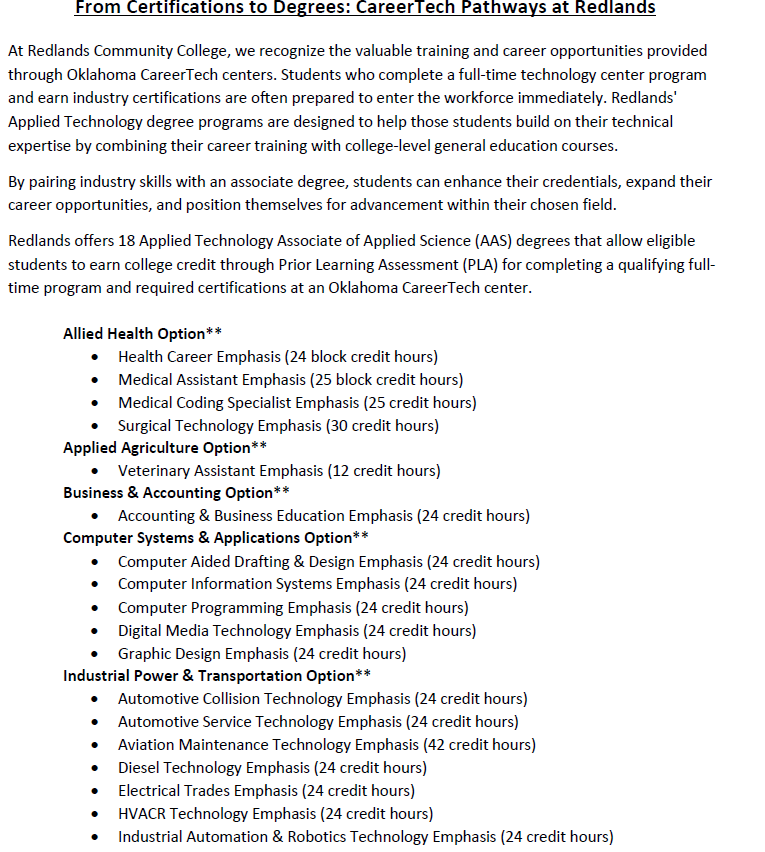 From Certifications to Degrees: CareerTech Pathways at Redlands
At Redlands Community College, we recognize the valuable training and career opportunities provided
through Oklahoma CareerTech centers. Students who complete a full-time technology center program
and earn industry certifications are often prepared to enter the workforce immediately. Redlands'
Applied Technology degree programs are designed to help those students build on their technical
expertise by combining their career training with college-level general education courses.
By pairing industry skills with an associate degree, students can enhance their credentials, expand their
career opportunities, and position themselves for advancement within their chosen field.
Redlands offers 18 Applied Technology Associate of Applied Science (AAS) degrees that allow eligible
students to earn college credit through Prior Learning Assessment (PLA) for completing a qualifying full-
time program and required certifications at an Oklahoma CareerTech center.
Allied Health Option**
• Health Career Emphasis (24 block credit hours)
• Medical Assistant Emphasis (25 block credit hours)
• Medical Coding Specialist Emphasis (25 credit hours)
• Surgical Technology Emphasis (30 credit hours)
Applied Agriculture Option**
• Veterinary Assistant Emphasis (12 credit hours)
Business & Accounting Option**
• Accounting & Business Education Emphasis (24 credit hours)
Computer Systems & Applications Option**
• Computer Aided Drafting & Design Emphasis (24 credit hours)
• Computer Information Systems Emphasis (24 credit hours)
• Computer Programming Emphasis (24 credit hours)
• Digital Media Technology Emphasis (24 credit hours)
• Graphic Design Emphasis (24 credit hours)
Industrial Power & Transportation Option**
• Automotive Collision Technology Emphasis (24 credit hours)
• Automotive Service Technology Emphasis (24 credit hours)
• Aviation Maintenance Technology Emphasis (42 credit hours)
• Diesel Technology Emphasis (24 credit hours)
• Electrical Trades Emphasis (24 credit hours)
• HVACR Technology Emphasis (24 credit hours)
• Industrial Automation & Robotics Technology Emphasis (24 credit hours)